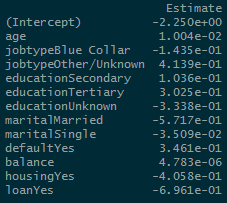 Estimate
(Intercept) -2.250e+00
age 1.004e-02
jobtypeBlue Collar -1.435e-01
jobtypeOther/Unknown 4.139e-01
educationSecondary 1.036e-01
educationTertiary 3.025e-01
educationUnknown -3.338e-01
maritalMarried -5.717e-01
maritalSingle -3.509e-02
defaultYes 3.461e-01
balance 4.783e-06
housingYes -4.058e-01
loanYes -6.961e-01